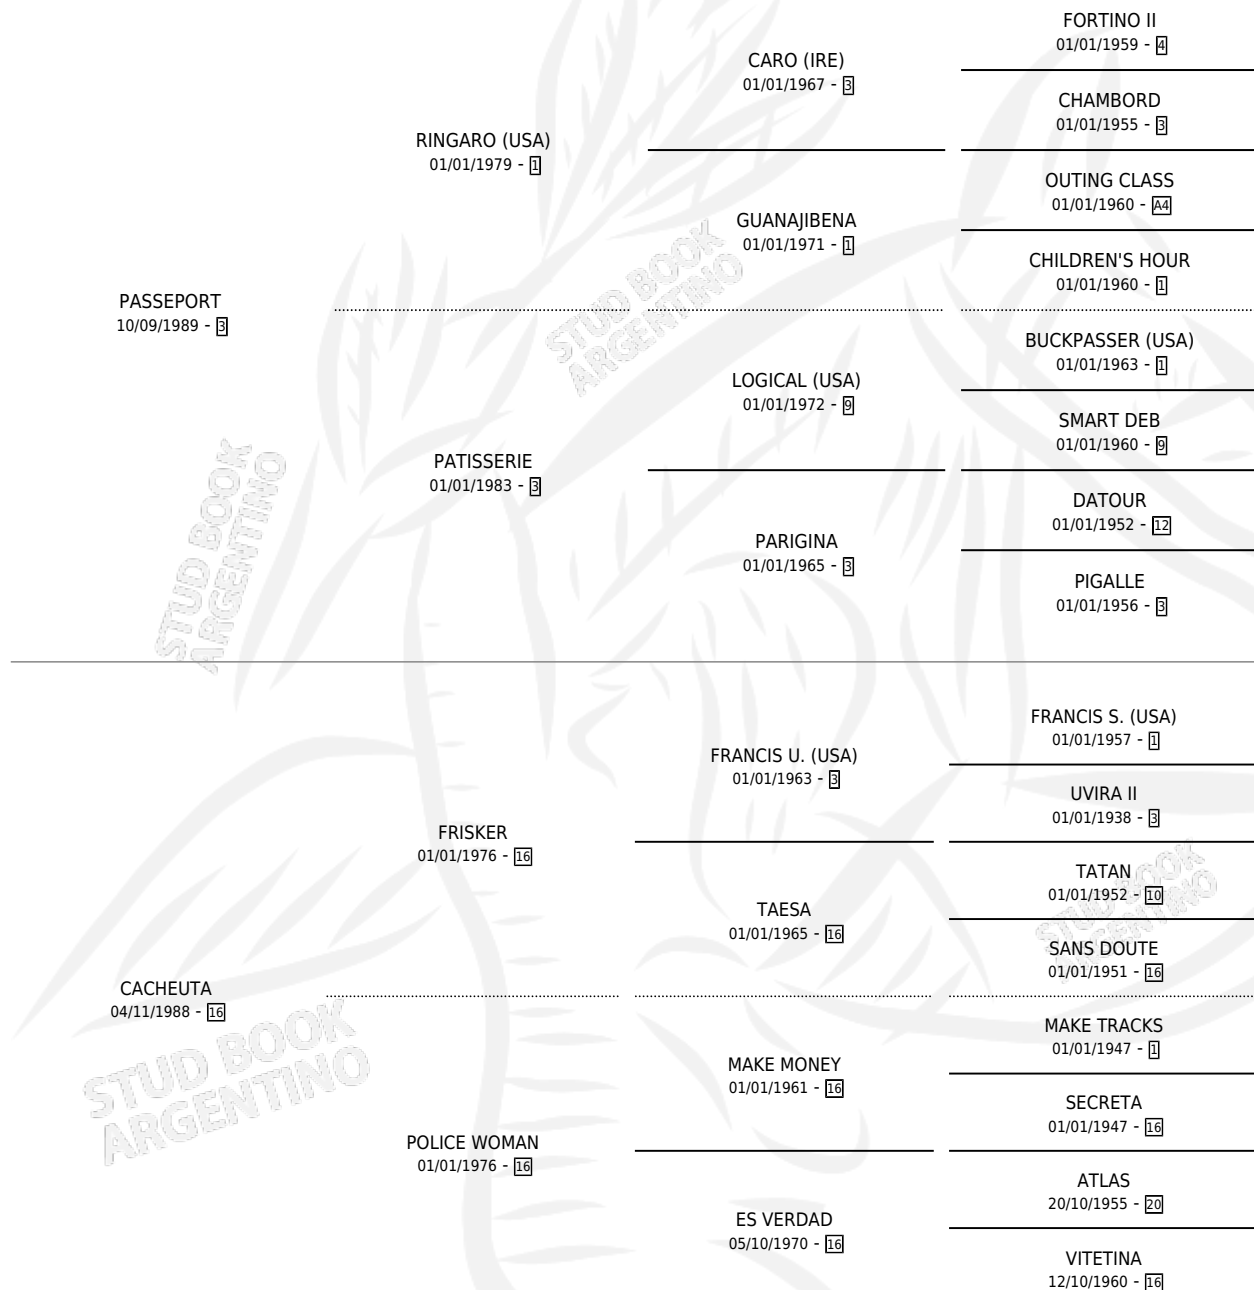 FORTINO II
01/01/1959 - 4
CARO (IRE)
01/01/1967 - 3
CHAMBORD
01/01/1955 - 3
RINGARO (USA)
01/01/1979 - 1
OUTING CLASS
01/01/1960 - A4
GUANAJIBENA
01/01/1971 - 1
CHILDREN'S HOUR
01/01/1960 - 1
PASSEPORT
10/09/1989 - 3
BUCKPASSER (USA)
01/01/1963 - 1
LOGICAL (USA)
01/01/1972 - 9
SMART DEB
01/01/1960 - 9
PATISSERIE
01/01/1983 - 3
DATOUR
01/01/1952 - 12
PARIGINA
01/01/1965 - 3
PIGALLE
01/01/1956 - 3
STUD BOOK
ARGENTINO
STUD BOOK
ARGENTINO
FRANCIS S. (USA)
01/01/1957 - 1
FRANCIS U. (USA)
01/01/1963 - 3
UVIRA II
01/01/1938 - 3
FRISKER
01/01/1976 - 16
TATAN
01/01/1952 - 10
TAESA
01/01/1965 - 16
SANS DOUTE
01/01/1951 - 16
STUD BOOK
ARGENTINO
CACHEUTA
04/11/1988 - 16
MAKE TRACKS
01/01/1947 - 1
MAKE MONEY
01/01/1961 - 16
SECRETA
01/01/1947 - 16
POLICE WOMAN
01/01/1976 - 16
ATLAS
20/10/1955 - 20
ES VERDAD
05/10/1970 - 16
VITETINA
12/10/1960 - 16
STUD BOOK
ARGENTINO